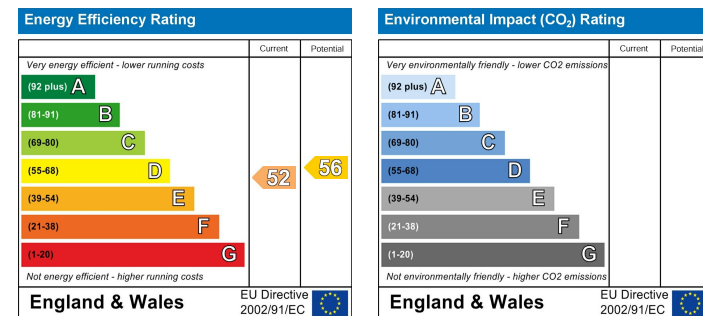 Energy Efficiency Rating
Current Potential
Very energy efficient - lower running costs
(92 plus) A
(81-91) B
(69-80) C
(55-68) D
(39-54) E
(21-38) F
(1-20) G
52
56
Not energy efficient - higher running costs
England & Wales
EU Directive
2002/91/EC
Environmental Impact (CO2) Rating
Current Potential
Very environmentally friendly - lower CO2 emissions
(92 plus) A
(81-91) B
(69-80) C
(55-68) D
(39-54) E
(21-38) F
(1-20) G
Not environmentally friendly - higher CO2 emissions
England & Wales
EU Directive
2002/91/EC